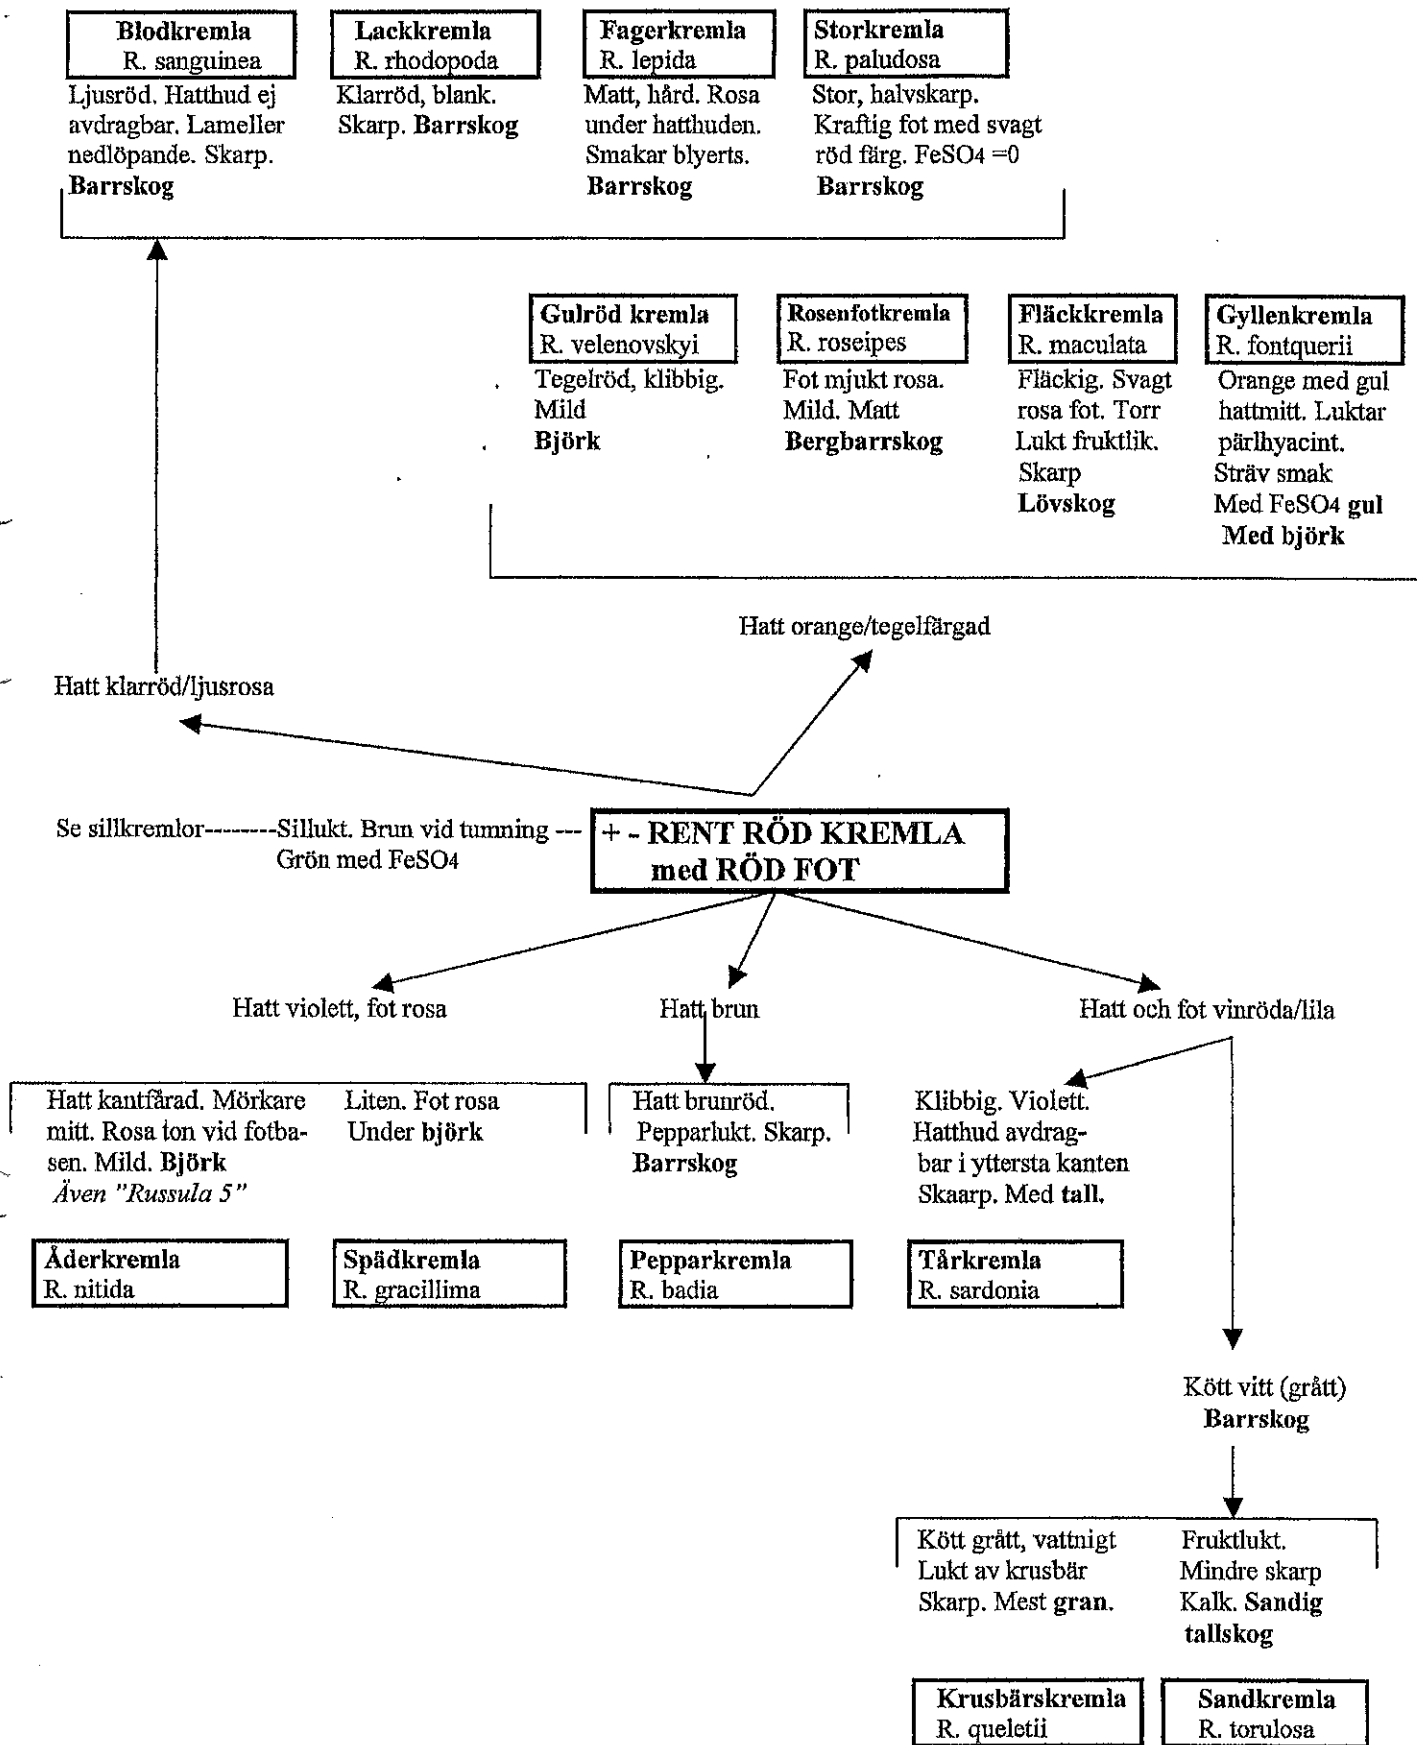 Blodkremla
R. sanguinea
Ljusröd. Hatthud ej
avdragbar. Lameller
nedlöpande. Skarp.
Barrskog
Lackkremla
R. rhodopoda
Klarröd, blank.
Skarp. Barrskog
Fagerkremla
R. lepida
Matt, hård. Rosa
under hatthuden.
Smakar blyerts.
Barrskog
Storkremla
R. paludosa
Stor, halvskarp.
Kraftig fot med svagt
röd färg. FeSO4 =0
Barrskog
Gulröd kremla
R. velenovskyi
Tegelröd, klibbig.
Mild
Björk
Rosenfotkremla
R. roseipes
Fot mjukt rosa.
Mild. Matt
Bergbarrskog
Fläckkremla
R. maculata
Fläckig. Svagt
rosa fot. Torr
Lukt fruktlik.
Skarp
Lövskog
Gyllenkremla
R. fontquerii
Orange med gul
hattmitt. Luktar
pärlhyacint.
Sträv smak
Med FeSO4 gul
Med björk
Hatt orange/tegelfärgad
Hatt klarröd/ljusrosa
Se sillkremlor--------Sillukt. Brun vid tumning ---
Grön med FeSO4
+ - RENT RÖD KREMLA
med RÖD FOT
Hatt violett, fot rosa
Hatt brun
Hatt och fot vinröda/lila
Hatt kantfårad. Mörkare
mitt. Rosa ton vid fotba-
sen. Mild. Björk
Även "Russula 5"
Åderkremla
R. nitida
Liten. Fot rosa
Under björk
Spädkremla
R. gracillima
Hatt brunröd.
Pepparlukt. Skarp.
Barrskog
Pepparkremla
R. badia
Klibbig. Violett.
Hatthud avdrag-
bar i yttersta kanten
Skaarp. Med tall.
Tårkremla
R. sardonia
Kött vitt (grått)
Barrskog
Kött grått, vattnigt
Lukt av krusbär
Skarp. Mest gran.
Krusbärskremla
R. queletii
Fruktlukt.
Mindre skarp
Kalk. Sandig
tallskog
Sandkremla
R. torulosa